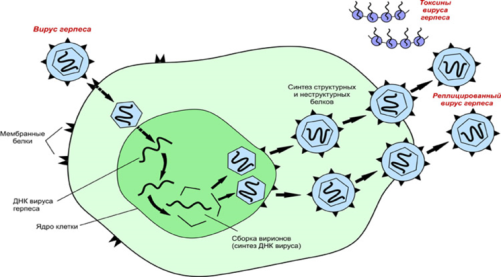 Токсины
вируса
герпеса
Вирус герпеса
Синтез структурных
и неструктурных
белков
Реплицированный
вирус герпеса
Мембранные
белки
ДНК вируса
герпеса
Ядро клетки
Сборка вирионов
(синтез ДНК вируса)